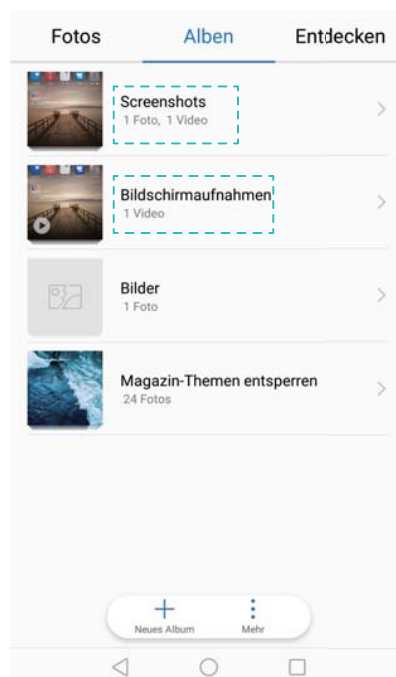 Fotos Alben Entdecken
Screenshots
1 Foto, 1 Video
Bildschirmaufnahmen
1 Video
Bilder
1 Foto
Magazin-Themen entsperren
24 Fotos
Neues Album Mehr